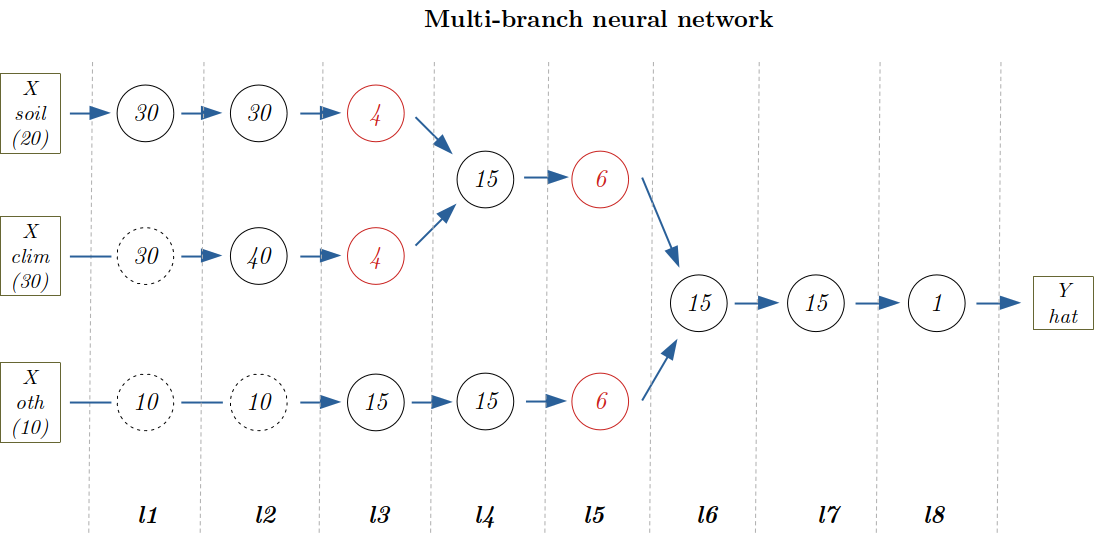 Multi-branch neural network
X
soil
(20)
30
30
4
15
6
X
clim
(30)
30
40
4
15
15
1
Y
hat
X
oth
(10)
10
10
15
15
6
l1
l2
l3
l4
l5
l6
l7
l8